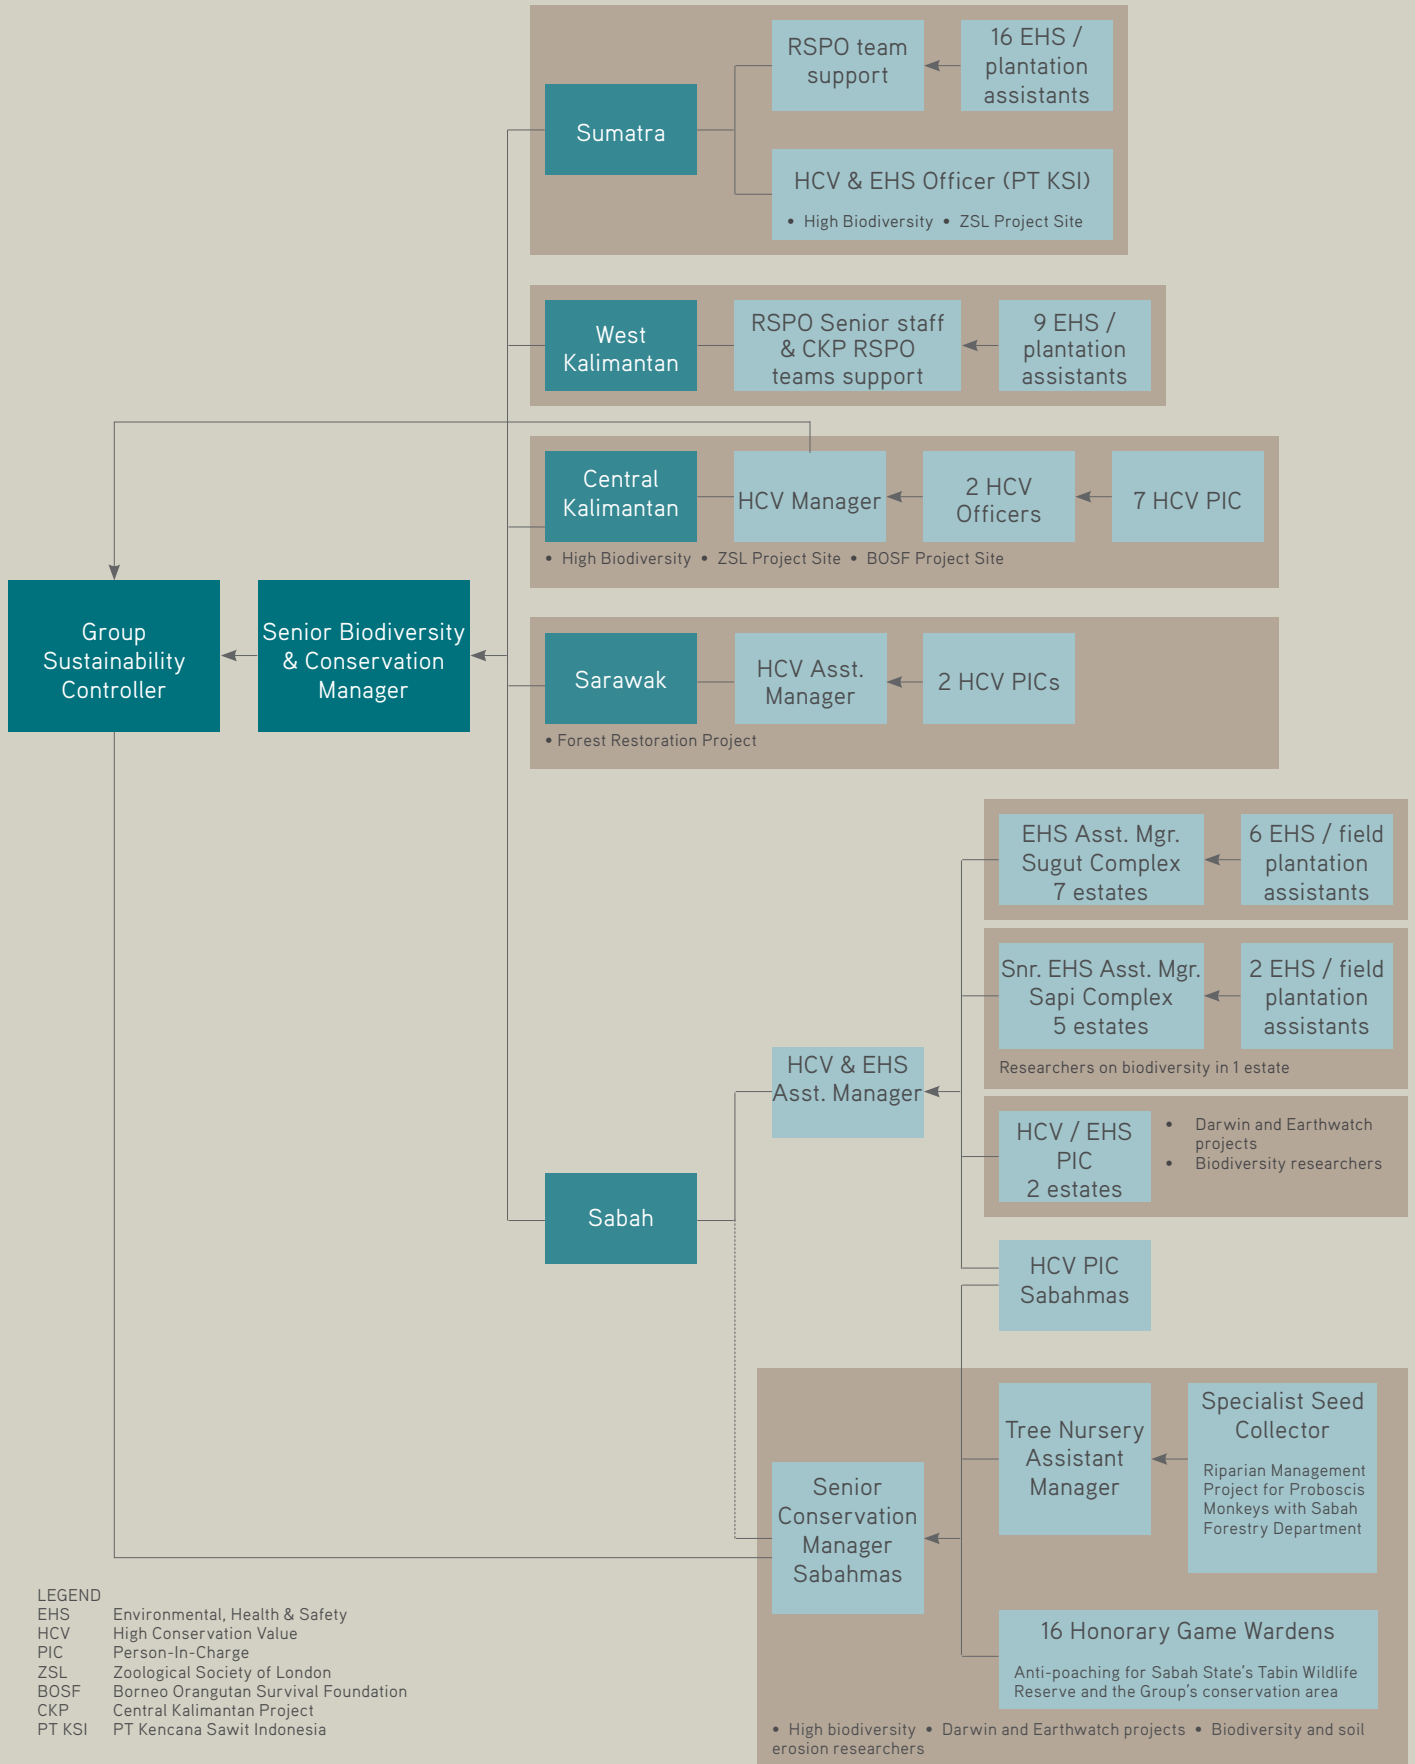 RSPO team
support
16 EHS /
plantation
assistants
Sumatra
HCV & EHS Officer (PT KSI)
• High Biodiversity • ZSL Project Site
West
Kalimantan
RSPO Senior staff
& CKP RSPO
teams support
9 EHS /
plantation
assistants
Central
Kalimantan
HCV Manager
2 HCV
Officers
7 HCV PIC
• High Biodiversity • ZSL Project Site • BOSF Project Site
Group
Sustainability
Controller
Senior Biodiversity
& Conservation
Manager
Sarawak
HCV Asst.
Manager
2 HCV PICs
• Forest Restoration Project
EHS Asst. Mgr.
Sugut Complex
7 estates
6 EHS / field
plantation
assistants
Snr. EHS Asst. Mgr.
Sapi Complex
5 estates
2 EHS / field
plantation
assistants
Researchers on biodiversity in 1 estate
HCV & EHS
Asst. Manager
HCV / EHS
PIC
2 estates
• Darwin and Earthwatch
projects
• Biodiversity researchers
Sabah
HCV PIC
Sabahmas
Senior
Conservation
Manager
Sabahmas
Tree Nursery
Assistant
Manager
Specialist Seed
Collector
Riparian Management
Project for Proboscis
Monkeys with Sabah
Forestry Department
16 Honorary Game Wardens
Anti-poaching for Sabah State's Tabin Wildlife
Reserve and the Group's conservation area
• High biodiversity • Darwin and Earthwatch projects • Biodiversity and soil
erosion researchers
LEGEND
EHS Environmental, Health & Safety
HCV High Conservation Value
PIC Person-In-Charge
ZSL Zoological Society of London
BOSF Borneo Orangutan Survival Foundation
CKP Central Kalimantan Project
PT KSI PT Kencana Sawit Indonesia